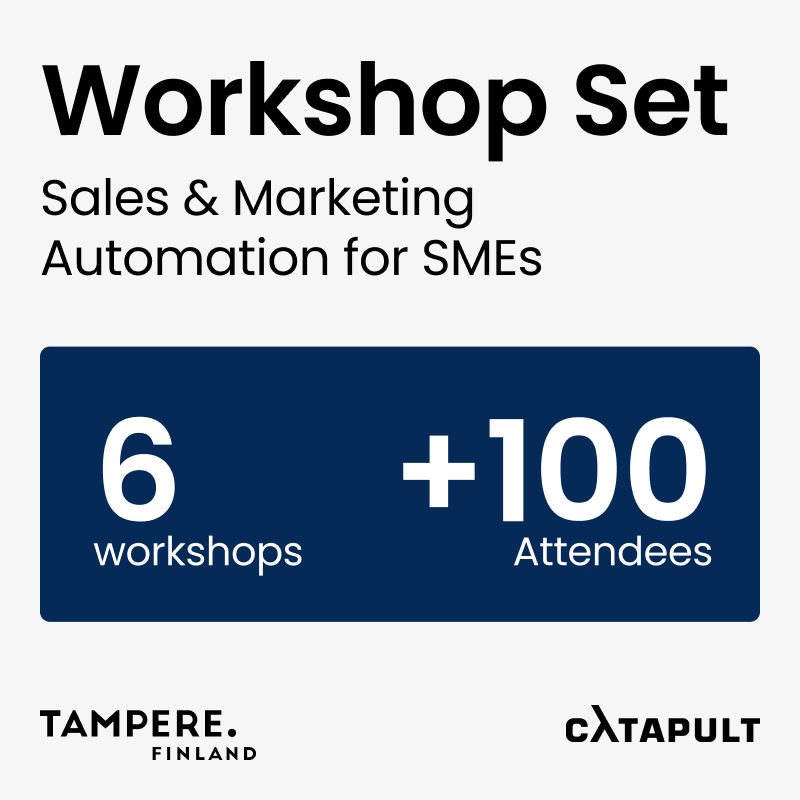 Workshop Set
Sales & Marketing
Automation for SMEs
6
workshops
+100
Attendees
TAMPERE.
FINLAND
CATAPULT